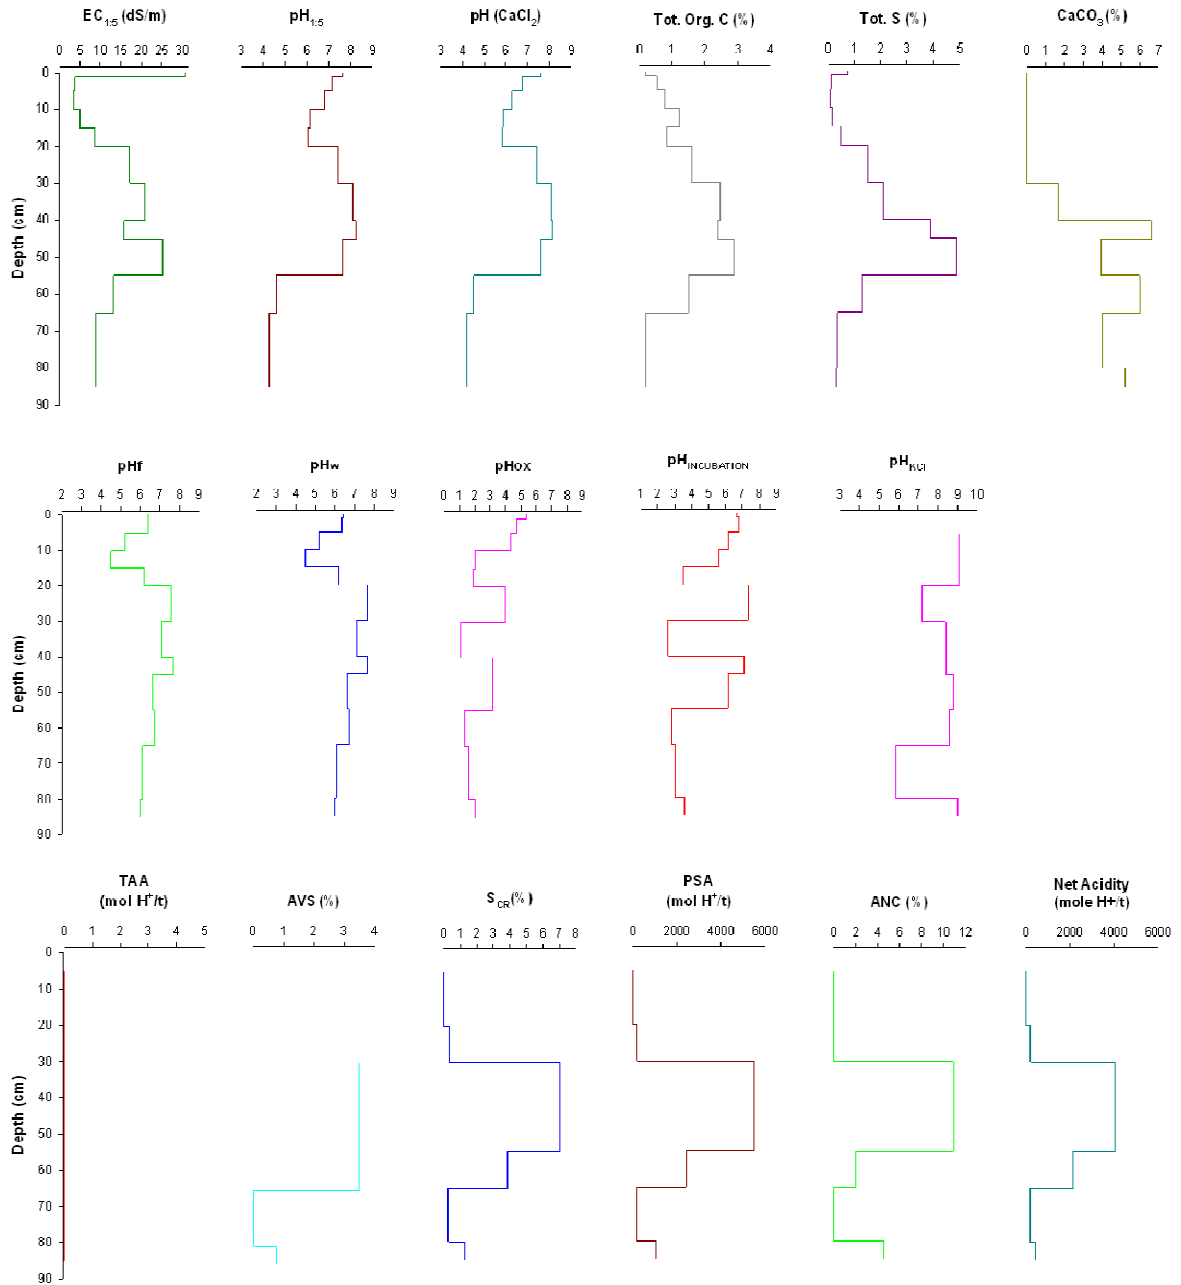 EC1:5 (dS/m) pH1:5 pH (CaCl2) Tot. Org. C (%) Tot. S (%) CaCO3 (%)
0 5 10 15 20 25 30 3 4 5 6 7 8 9 3 4 5 6 7 8 9 0 1 2 3 4 0 1 2 3 4 5 0 1 2 3 4 5 6 7
0
10
20
30
40
50
60
70
80
90
Depth (cm)
pHf pHw pHox pHINCUBATION pHKCl
2 3 4 5 6 7 8 9 2 3 4 5 6 7 8 9 0 1 2 3 4 5 6 7 8 9 1 2 3 4 5 6 7 8 9 3 5 6 7 8 9 10
0
10
20
30
40
50
60
70
80
90
Depth (cm)
TAA
(mol H+/t)
AVS (%)
SCR(%)
PSA
(mol H+/t)
ANC (%)
Net Acidity
(mole H+/t)
0 1 2 3 4 5 0 1 2 3 4 0 1 2 3 4 5 6 7 8 0 2000 4000 6000 0 2 4 6 8 10 12 0 2000 4000 6000
0
10
20
30
40
50
60
70
80
90
Depth (cm)